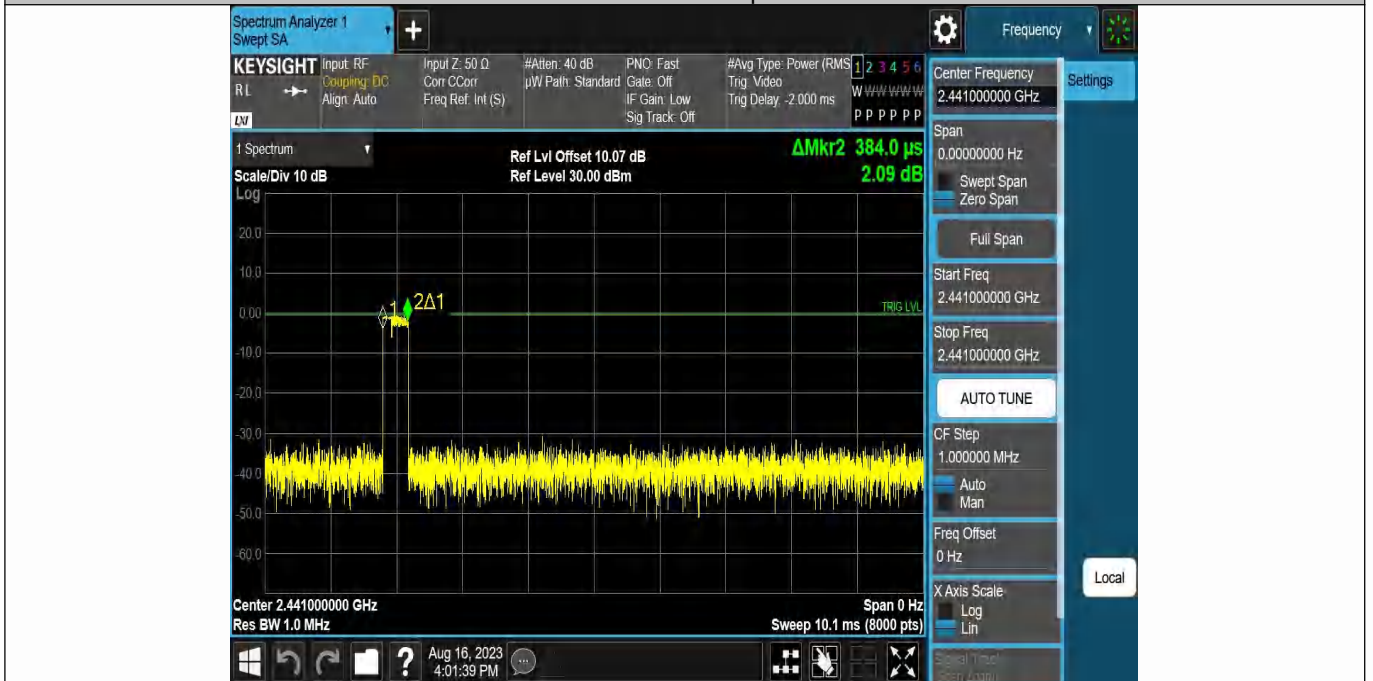 Spectrum Analyzer 1
Swept SA
+
Frequency
KEYSIGHT
RL
LXI
Input: RF
Coupling: DC
Align: Auto
Input Z: 50 Ω
Corr CCorr
Freq Ref: Int (S)
#Atten: 40 dB
µW Path: Standard
PNO: Fast
Gate: Off
IF Gain: Low
Sig Track: Off
#Avg Type: Power (RMS
Trig: Video
Trig Delay: -2.000 ms
1 2 3 4 5 6
W W W W W W
P P P P P P
1 Spectrum
Scale/Div 10 dB
Log
Ref Lvl Offset 10.07 dB
Ref Level 30.00 dBm
ΔMkr2 384.0 µs
2.09 dB
20.0
10.0
0.00
-10.0
-20.0
-30.0
-40.0
-50.0
-60.0
1
2Δ1
TRIG LVL
Center 2.441000000 GHz
Res BW 1.0 MHz
Span 0 Hz
Sweep 10.1 ms (8000 pts)
Center Frequency
2.441000000 GHz
Settings
Span
0.00000000 Hz
Swept Span
Zero Span
Full Span
Start Freq
2.441000000 GHz
Stop Freq
2.441000000 GHz
AUTO TUNE
CF Step
1.000000 MHz
Auto
Man
Freq Offset
0 Hz
X Axis Scale
Log
Lin
Local
?
Aug 16, 2023
4:01:39 PM